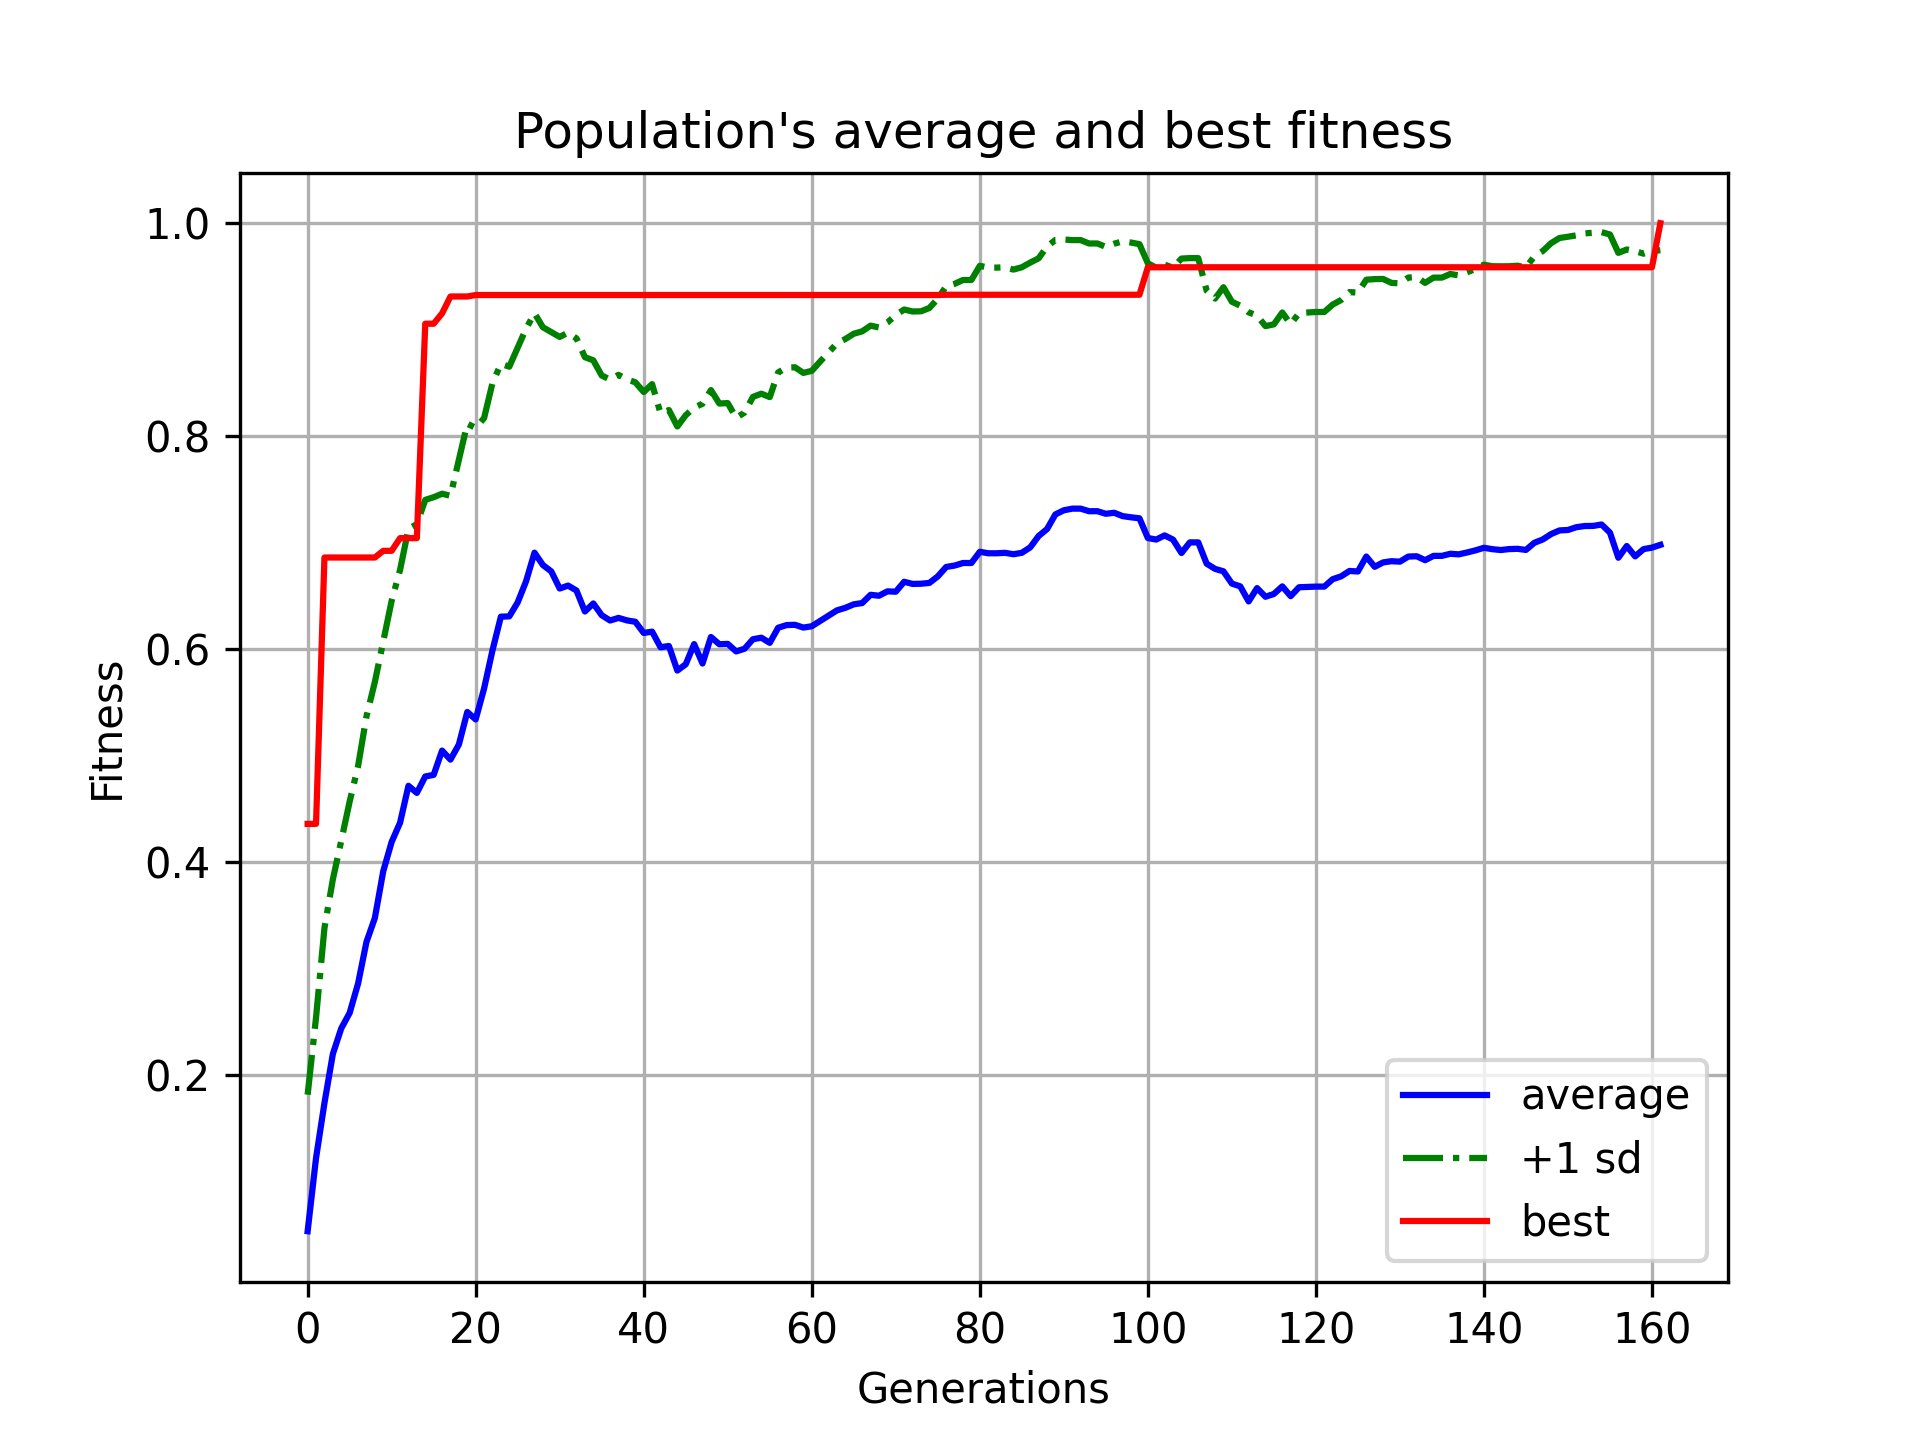 Population's average and best fitness
1.0
0.8
0.6
0.4
0.2
Fitness
0 20 40 60 80 100 120 140 160
Generations
average
+1 sd
best